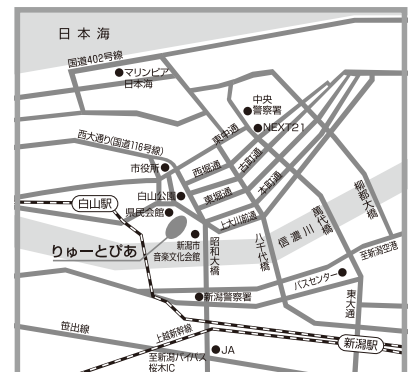 日本海
国道402号線
マリンピア
日本海
中央
警察署
NEXT21
西大通り(国道116号線)
東中通
市役所
西堀通
古町通
白山公園
東堀通
本町通
柳都大橋
白山駅
県民会館
上大川前通
萬代橋
信濃川
りゅーとぴあ
新潟市
音楽文化会館
昭和大橋
八千代橋
至新潟空港
バスセンター
新潟警察署
東大通
笹出線
上越新幹線
新潟駅
至新潟バイパス
桜木IC
JA